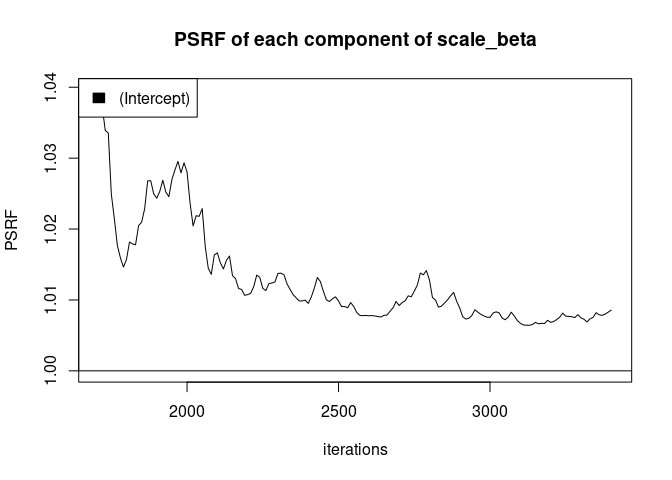 PSRF of each component of scale_beta
(Intercept)
PSRF
1.04
1.03
1.02
1.01
1.00
2000
2500
3000
iterations